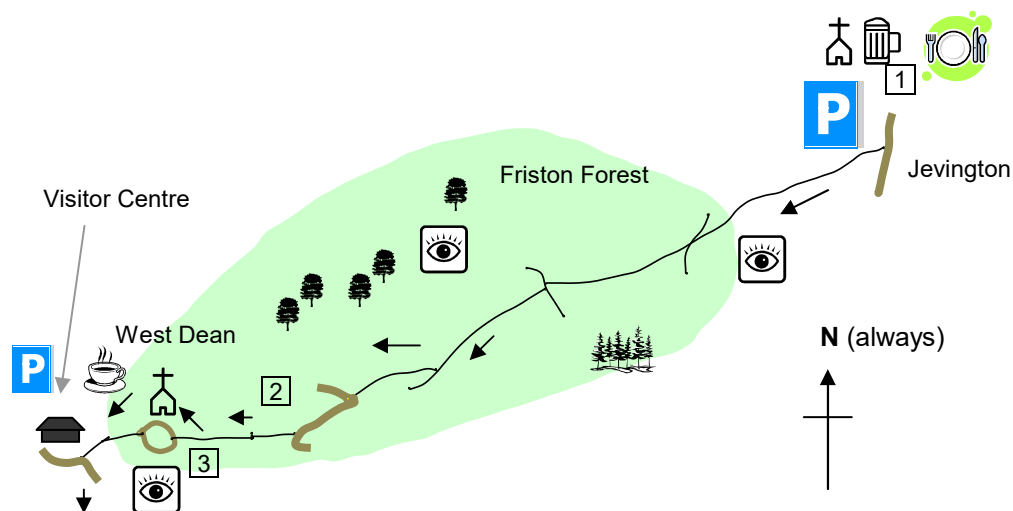 1
P
Friston Forest
Jevington
Visitor Centre
West Dean
N (always)
P
2
3